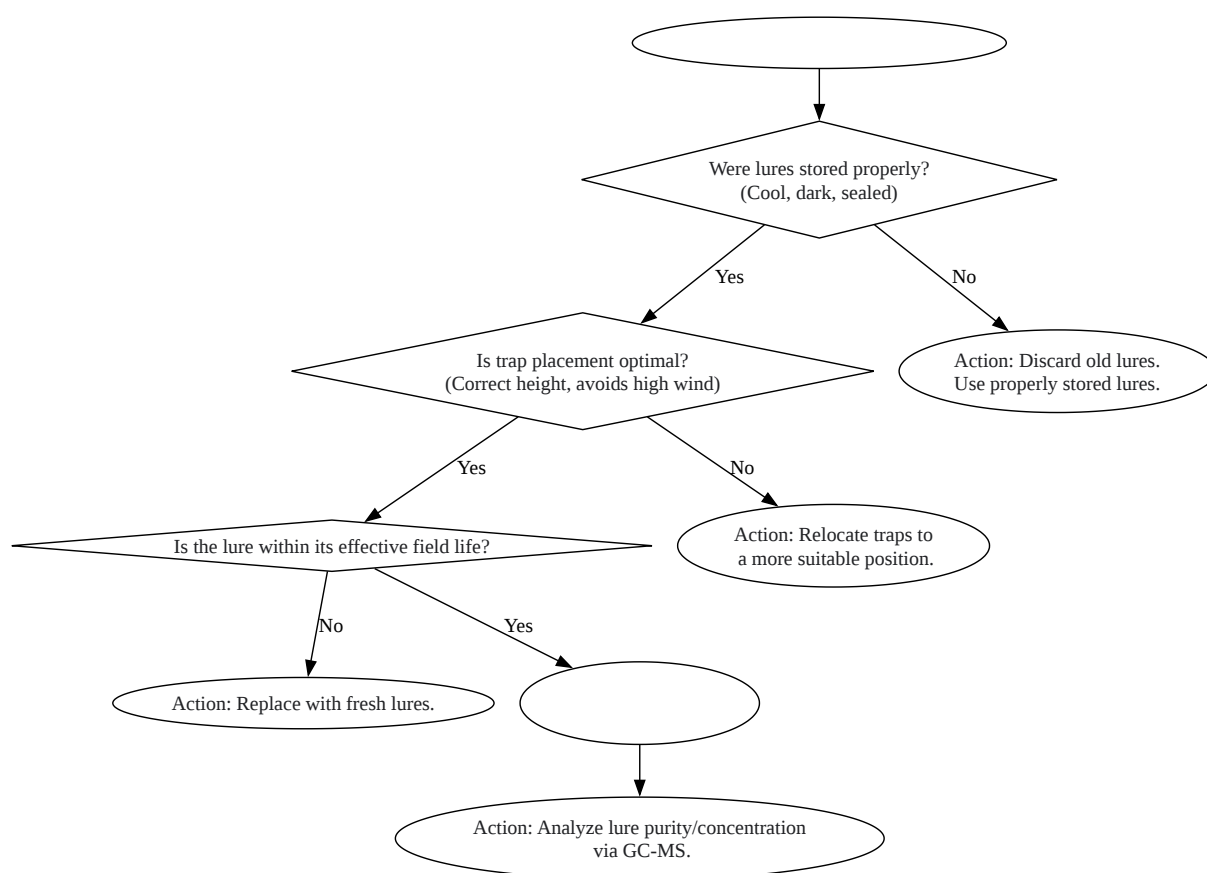 Were lures stored properly?
(Cool, dark, sealed)
Yes
No
Is trap placement optimal?
(Correct height, avoids high wind)
Action: Discard old lures.
Use properly stored lures.
Yes
No
Is the lure within its effective field life?
Action: Relocate traps to
a more suitable position.
No
Yes
Action: Replace with fresh lures.
Action: Analyze lure purity/concentration
via GC-MS.